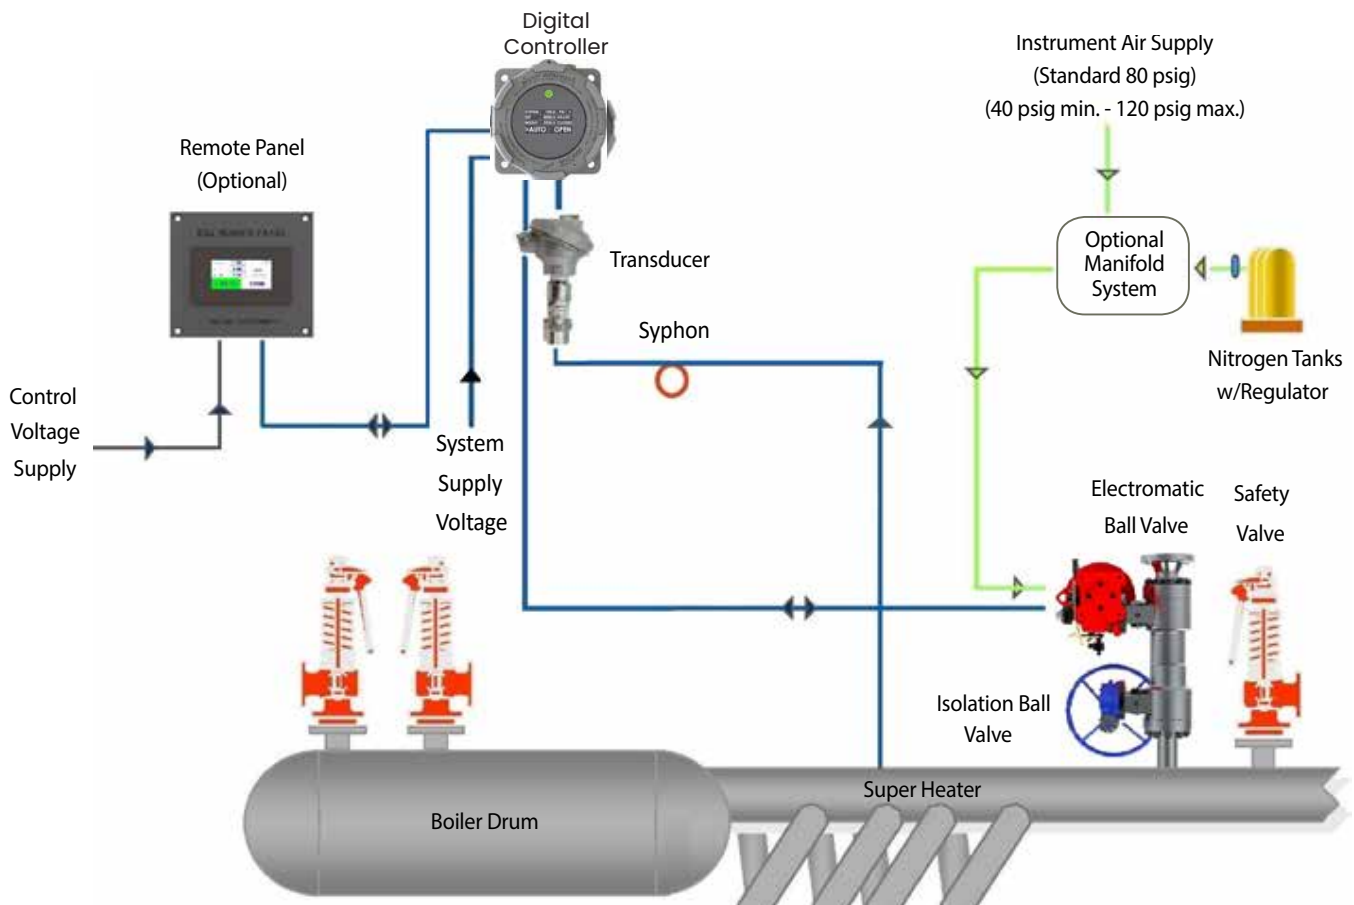 Digital
Controller
Instrument Air Supply
(Standard 80 psig)
(40 psig min. - 120 psig max.)
Remote Panel
(Optional)
+AUTO OPEN
Transducer
Optional
Manifold
System
Syphon
Nitrogen Tanks
w/Regulator
Control
Voltage
Supply
System
Supply
Voltage
Electromatic
Ball Valve
Safety
Valve
Isolation Ball
Valve
Super Heater
Boiler Drum